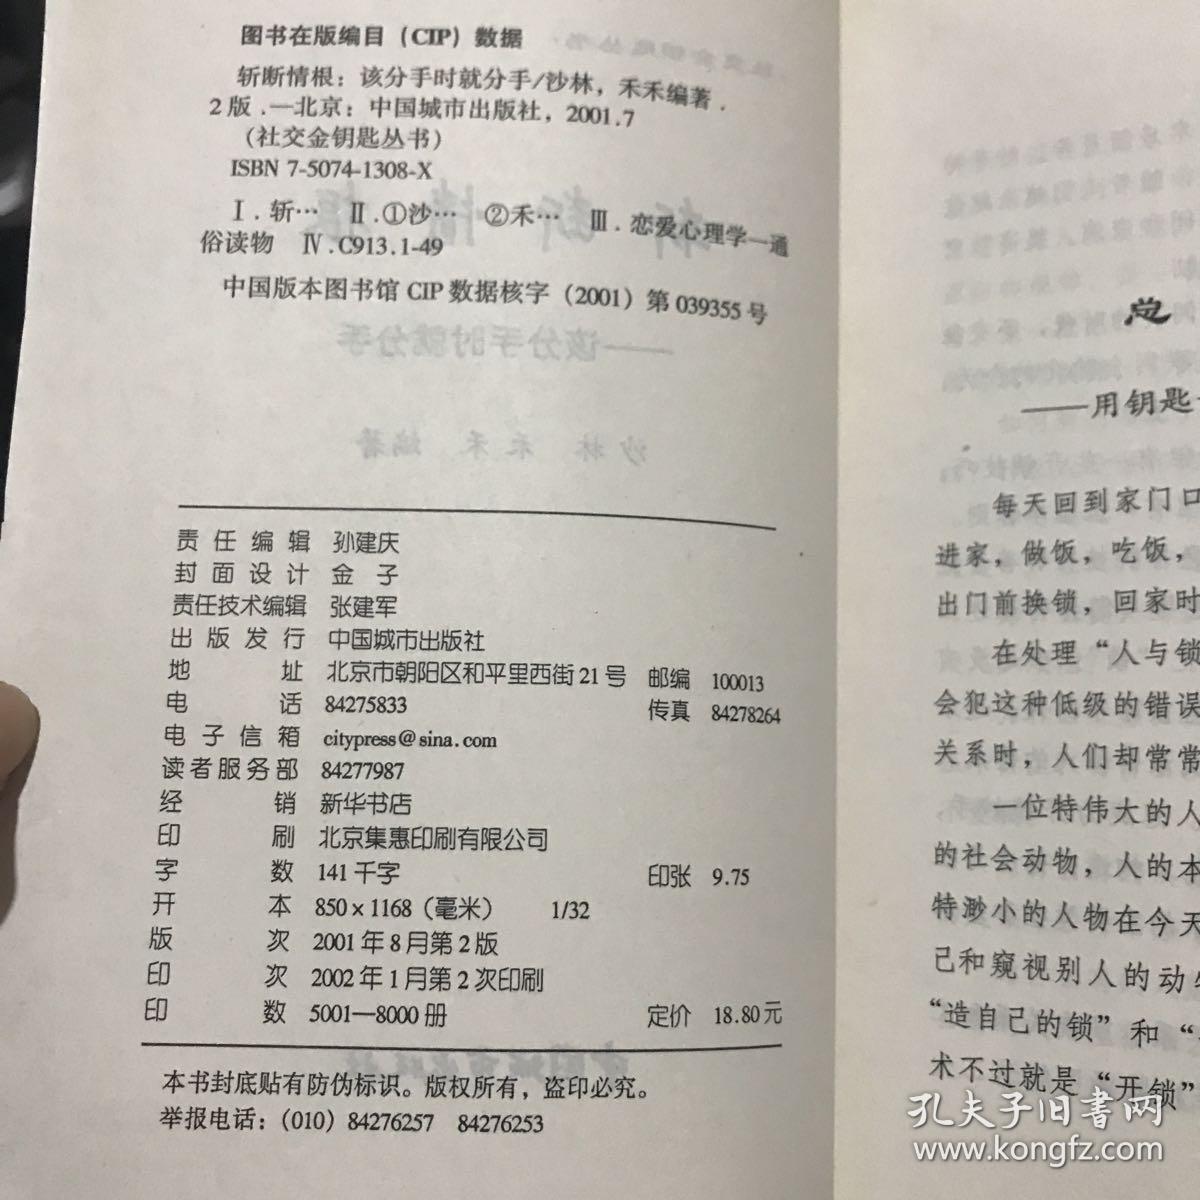 图书在版编目（CIP）数据
斩断情根：该分手时就分手/沙林，禾禾编著．
2版．—北京：中国城市出版社，2001.7
（社交金钥匙丛书）
ISBN 7-5074-1308-X
Ⅰ．斩… Ⅱ．①沙… ②禾… Ⅲ．恋爱心理学—通
俗读物 Ⅳ．C913.1-49
中国版本图书馆 CIP 数据核字（2001）第 039355 号
责任编辑 孙建庆
封面设计 金子
责任技术编辑 张建军
出版发行 中国城市出版社
地址 北京市朝阳区和平里西街21号 邮编 100013
电话 84275833 传真 84278264
电子信箱 citypress@sina.com
读者服务部 84277987
经销 新华书店
印刷 北京集惠印刷有限公司
字数 141千字 印张 9.75
开本 850×1168（毫米） 1/32
版次 2001年8月第2版
印次 2002年1月第2次印刷
印数 5001—8000册 定价 18.80元
本书封底贴有防伪标识。版权所有，盗印必究。
举报电话：(010) 84276257 84276253
总
——用钥匙
每天回到家门口
进家，做饭，吃饭，
出门前换锁，回家时
在处理“人与锁
会犯这种低级的错误
关系时，人们却常常
一位特伟大的人
的社会动物，人的本
特渺小的人物在今天
己和窥视别人的动物
“造自己的锁”和“
术不过就是“开锁”
孔夫子旧书网
www.kongfz.com